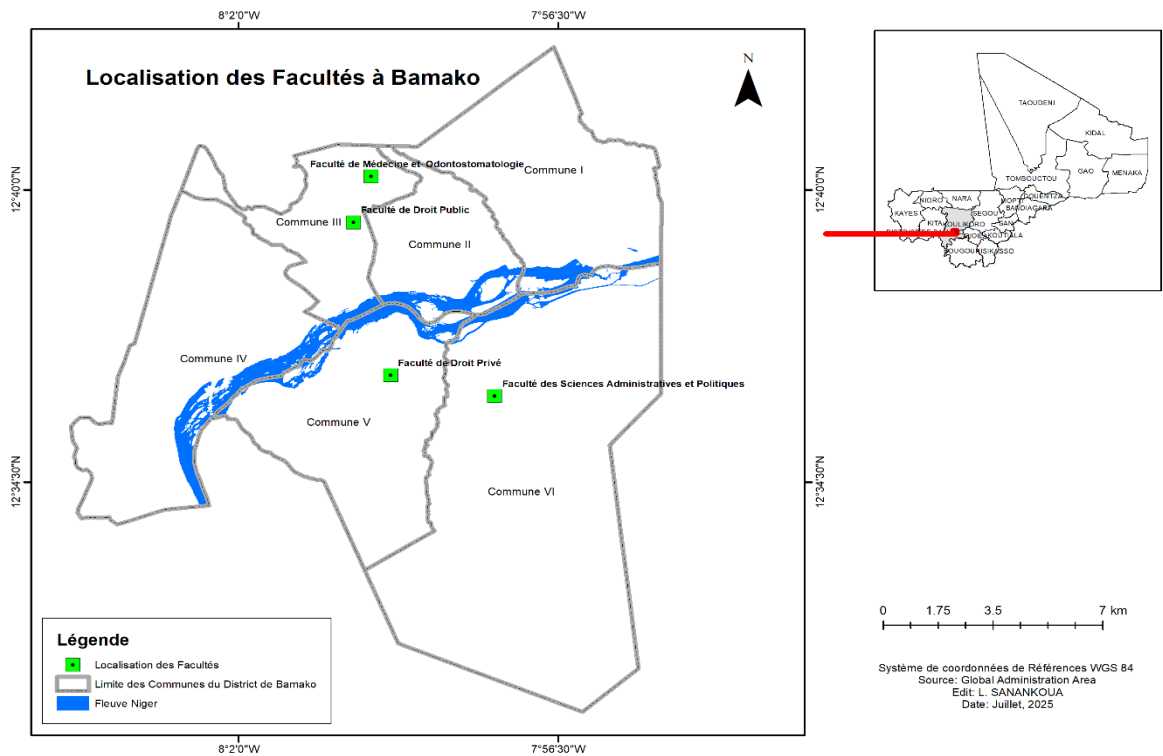 8°2'0"W
7°56'30"W
Localisation des Facultés à Bamako
N
12°40'0"N
12°40'0"N
Faculté de Médecine et Odontostomatologie
Commune I
Faculté de Droit Public
Commune III
Commune II
Commune IV
Faculté de Droit Privé
Faculté des Sciences Administratives et Politiques
Commune V
Commune VI
12°34'30"N
12°34'30"N
Légende
Localisation des Facultés
Limite des Communes du District de Bamako
Fleuve Niger
8°2'0"W
7°56'30"W
TAOUDENI
KIDAL
TOMBOUCTOU
GAO
MENAKA
NIORO
NARA
MOPTI
KAYES
SEGOU
KITA
SAN
0 1.75 3.5 7 km
Système de coordonnées de Références WGS 84
Source: Global Administration Area
Edit: L. SANANKOUA
Date: Juillet, 2025